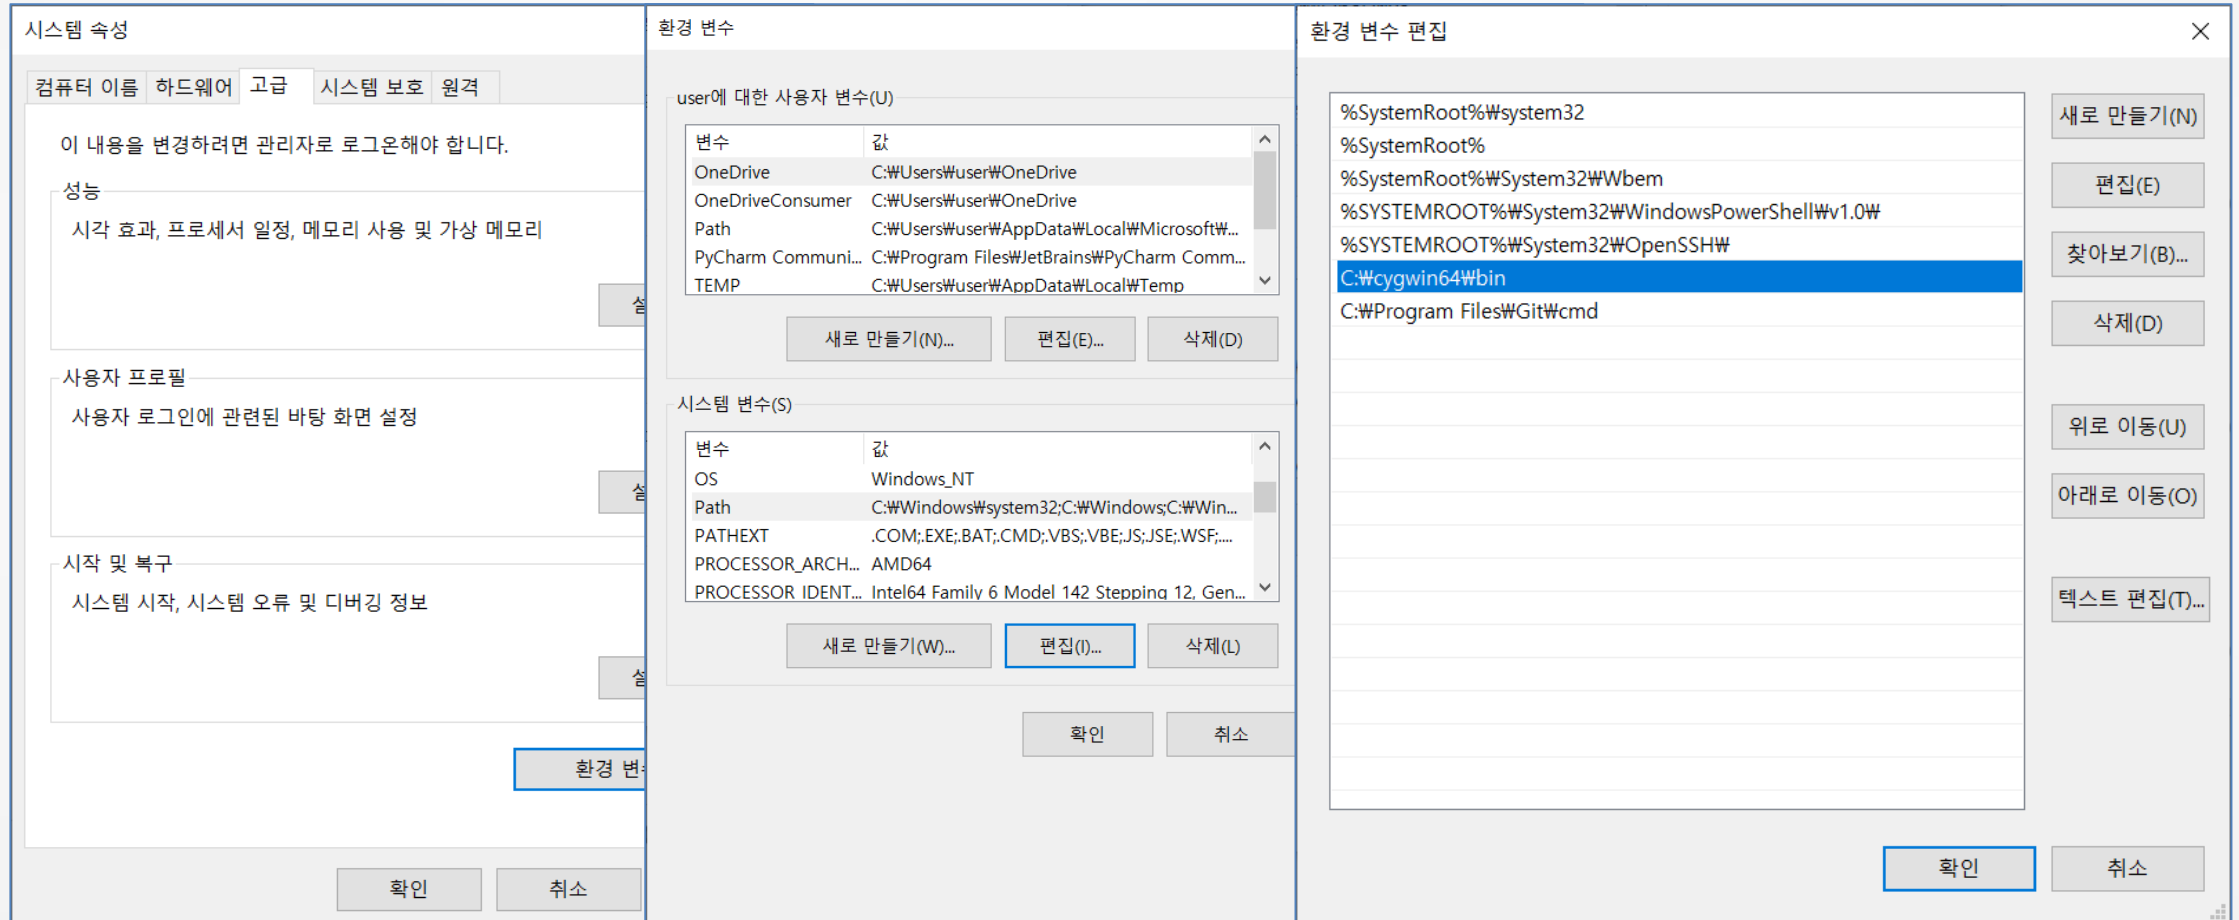 시스템 속성
컴퓨터 이름 하드웨어 고급 시스템 보호 원격
이 내용을 변경하려면 관리자로 로그온해야 합니다.
성능
시각 효과, 프로세서 일정, 메모리 사용 및 가상 메모리
사용자 프로필
사용자 로그인에 관련된 바탕 화면 설정
시작 및 복구
시스템 시작, 시스템 오류 및 디버깅 정보
환경
확인 취소
환경 변수
user에 대한 사용자 변수(U)
변수 값
OneDrive C:₩Users₩user₩OneDrive
OneDriveConsumer C:₩Users₩user₩OneDrive
Path C:₩Users₩user₩AppData₩Local₩Microsoft₩...
PyCharm Communi... C:₩Program Files₩JetBrains₩PyCharm Comm...
TEMP C:₩Users₩user₩AppData₩Local₩Temp
새로 만들기(N)... 편집(E)... 삭제(D)
시스템 변수(S)
변수 값
OS Windows_NT
Path C:₩Windows₩system32;C:₩Windows;C:₩Win...
PATHEXT .COM;.EXE;.BAT;.CMD;.VBS;.VBE;.JS;.JSE;.WSF;....
PROCESSOR_ARCH... AMD64
PROCESSOR_IDENT... Intel64 Family 6 Model 142 Stepping 12, Gen...
새로 만들기(W)... 편집(I)... 삭제(L)
확인 취소
환경 변수 편집
%SystemRoot%₩system32
%SystemRoot%
%SystemRoot%₩System32₩Wbem
%SYSTEMROOT%₩System32₩WindowsPowerShell₩v1.0₩
%SYSTEMROOT%₩System32₩OpenSSH₩
C:₩cygwin64₩bin
C:₩Program Files₩Git₩cmd
새로 만들기(N)
편집(E)
찾아보기(B)...
삭제(D)
위로 이동(U)
아래로 이동(O)
텍스트 편집(T)...
확인 취소